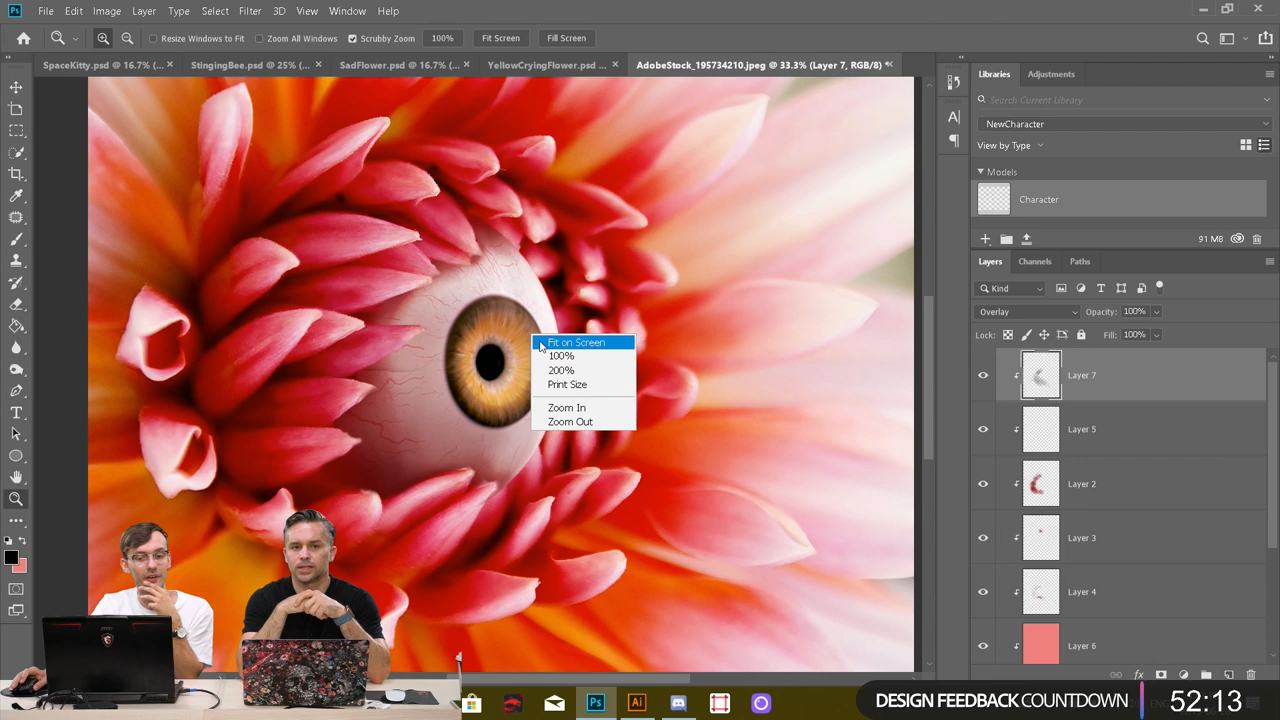 Ps File Edit Image Layer Type Select Filter 3D View Window Help
Resize Windows to Fit Zoom All Windows Scrubby Zoom 100% Fit Screen Fill Screen
SpaceKitty.psd @ 16.7% (... × StingingBee.psd @ 25% (... × SadFlower.psd @ 16.7% (... × YellowCryingFlower.psd ... × AdobeStock_195734210.jpeg @ 33.3% (Layer 7, RGB/8) *
Libraries Adjustments
Search Current Library
NewCharacter
View by Type
Models
Character
91 MB
Layers Channels Paths
Kind
Overlay Opacity: 100%
Lock: Fill: 100%
Layer 7
Layer 5
Layer 2
Layer 3
Layer 4
Layer 6
Fit on Screen
100%
200%
Print Size
Zoom In
Zoom Out
Ps Ai
DESIGN FEEDBACK COUNTDOWN 52:13